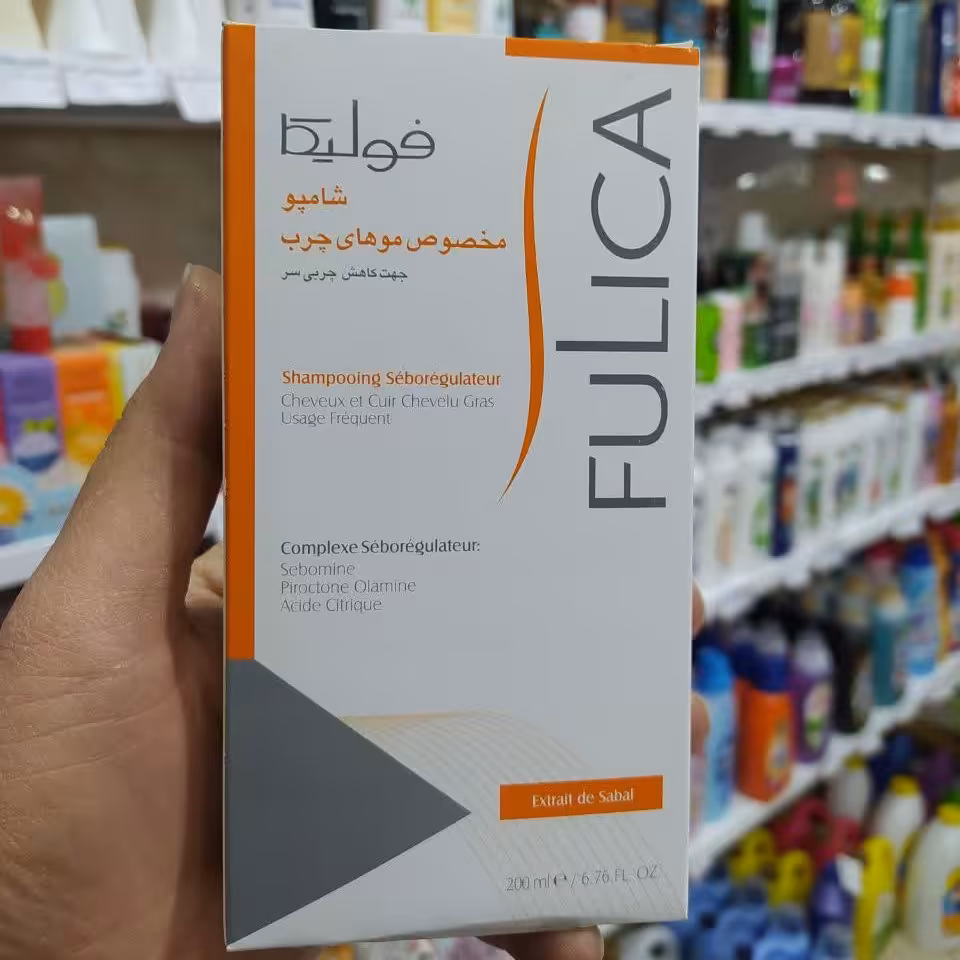 فولیکا
شامپو
مخصوص موهای چرب
جهت کاهش چربی سر
FULICA
Shampooing Séborégulateur
Cheveux et Cuir Chevelu Gras
Usage Fréquent
Complexe Séborégulateur:
Sebomine
Piroctone Olamine
Acide Citrique
Extrait de Sabal
200 ml ℮ / 6.76 FL. OZ.